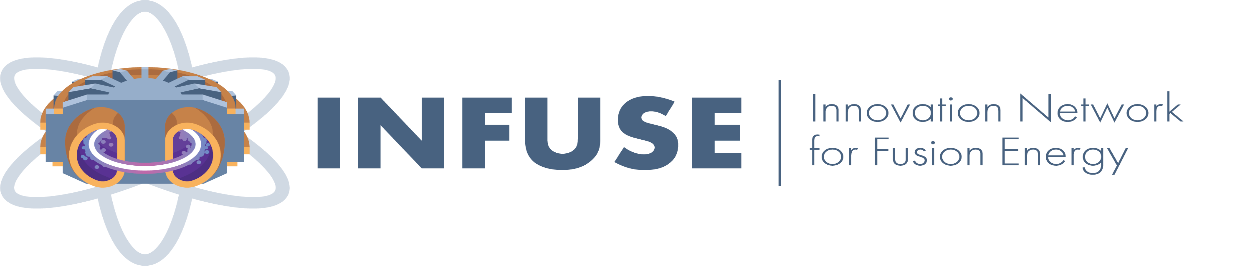 INFUSE
Innovation Network
for Fusion Energy